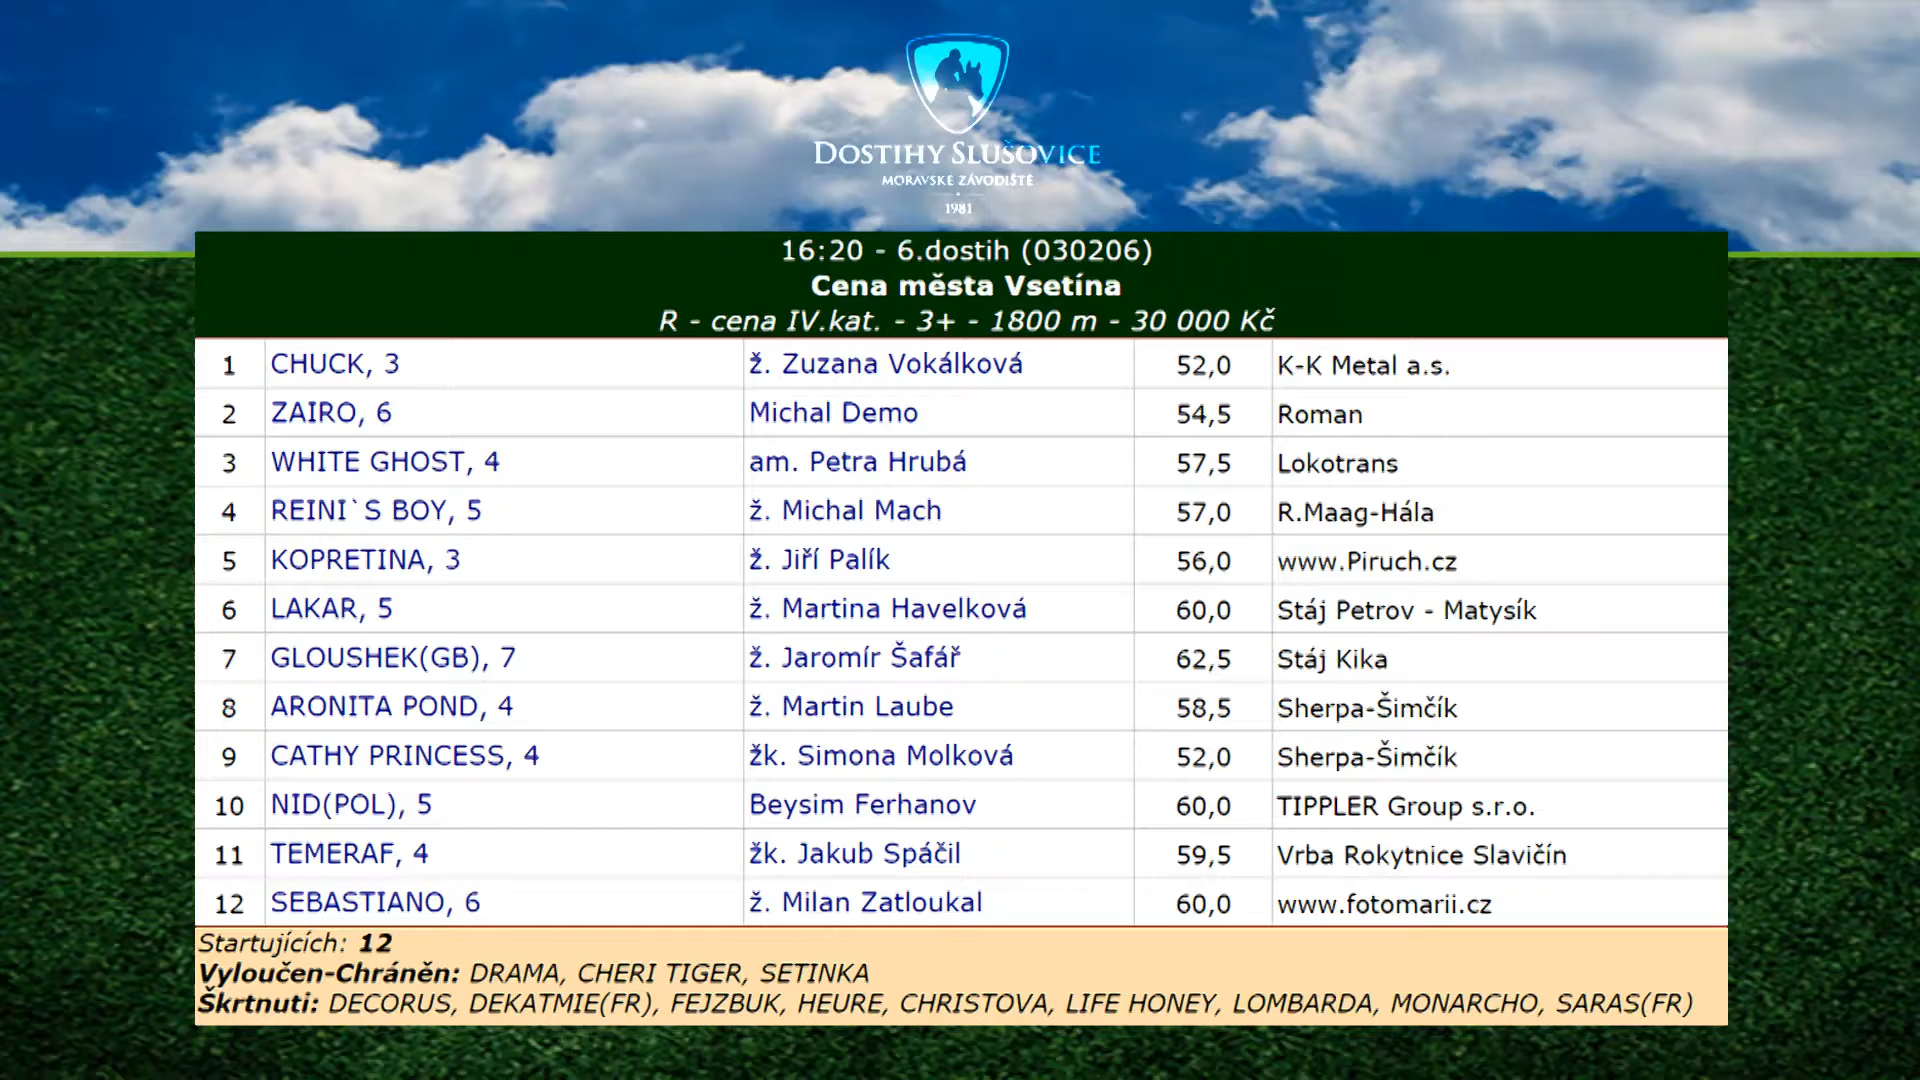 DOSTIHY SLUŠOVICE
MORAVSKÉ ZÁVODIŠTĚ
1981
16:20 - 6.dostih (030206)
Cena města Vsetína
R - cena IV.kat. - 3+ - 1800 m - 30 000 Kč
1 CHUCK, 3 ž. Zuzana Vokálková 52,0 K-K Metal a.s.
2 ZAIRO, 6 Michal Demo 54,5 Roman
3 WHITE GHOST, 4 am. Petra Hrubá 57,5 Lokotrans
4 REINI`S BOY, 5 ž. Michal Mach 57,0 R.Maag-Hála
5 KOPRETINA, 3 ž. Jiří Palík 56,0 www.Piruch.cz
6 LAKAR, 5 ž. Martina Havelková 60,0 Stáj Petrov - Matysík
7 GLOUSHEK(GB), 7 ž. Jaromír Šafář 62,5 Stáj Kika
8 ARONITA POND, 4 ž. Martin Laube 58,5 Sherpa-Šimčík
9 CATHY PRINCESS, 4 žk. Simona Molková 52,0 Sherpa-Šimčík
10 NID(POL), 5 Beysim Ferhanov 60,0 TIPPLER Group s.r.o.
11 TEMERAF, 4 žk. Jakub Spáčil 59,5 Vrba Rokytnice Slavičín
12 SEBASTIANO, 6 ž. Milan Zatloukal 60,0 www.fotomarii.cz
Startujících: 12
Vyloučen-Chráněn: DRAMA, CHERI TIGER, SETINKA
Škrtnuti: DECORUS, DEKATMIE(FR), FEJZBUK, HEURE, CHRISTOVA, LIFE HONEY, LOMBARDA, MONARCHO, SARAS(FR)